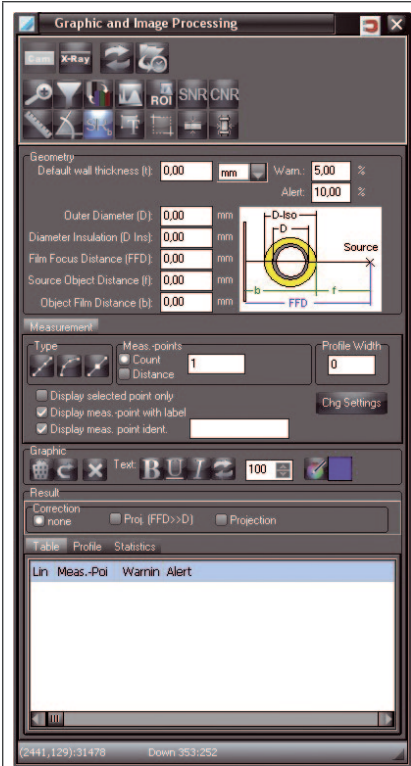 Graphic and Image Processing
Cam X-Ray
ROI SNR CNR
SRb
Geometry
Default wall thickness (t): 0,00 mm Warn.: 5,00 %
Alert: 10,00 %
Outer Diameter (D): 0,00 mm
Diameter Insulation (D Ins): 0,00 mm
Film Focus Distance (FFD): 0,00 mm
Source Object Distance (f): 0,00 mm
Object Film Distance (b): 0,00 mm
D-Iso
D
Source
b f
FFD
Measurement
Type Meas.-points Profile Width
Count 1 0
Distance
Display selected point only
Chg Settings
Display meas.-point with label
Display meas. point ident.
Graphic
Text: B U I 100
Result
Correction
none Proj. (FFD>>D) Projection
Table Profile Statistics
Lin Meas.-Poi Warnin Alert
(2441,129):31478 Down 353:252